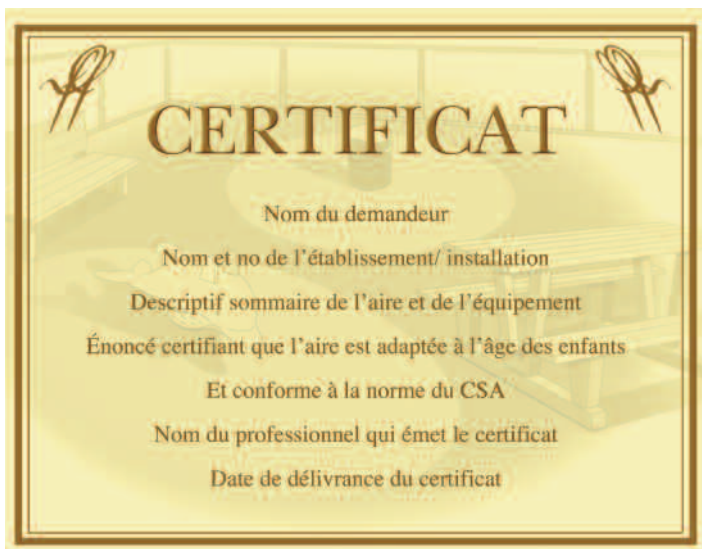 CERTIFICAT
Nom du demandeur
Nom et no de l'établissement/ installation
Descriptif sommaire de l'aire et de l'équipement
Énoncé certifiant que l'aire est adaptée à l'âge des enfants
Et conforme à la norme du CSA
Nom du professionnel qui émet le certificat
Date de délivrance du certificat